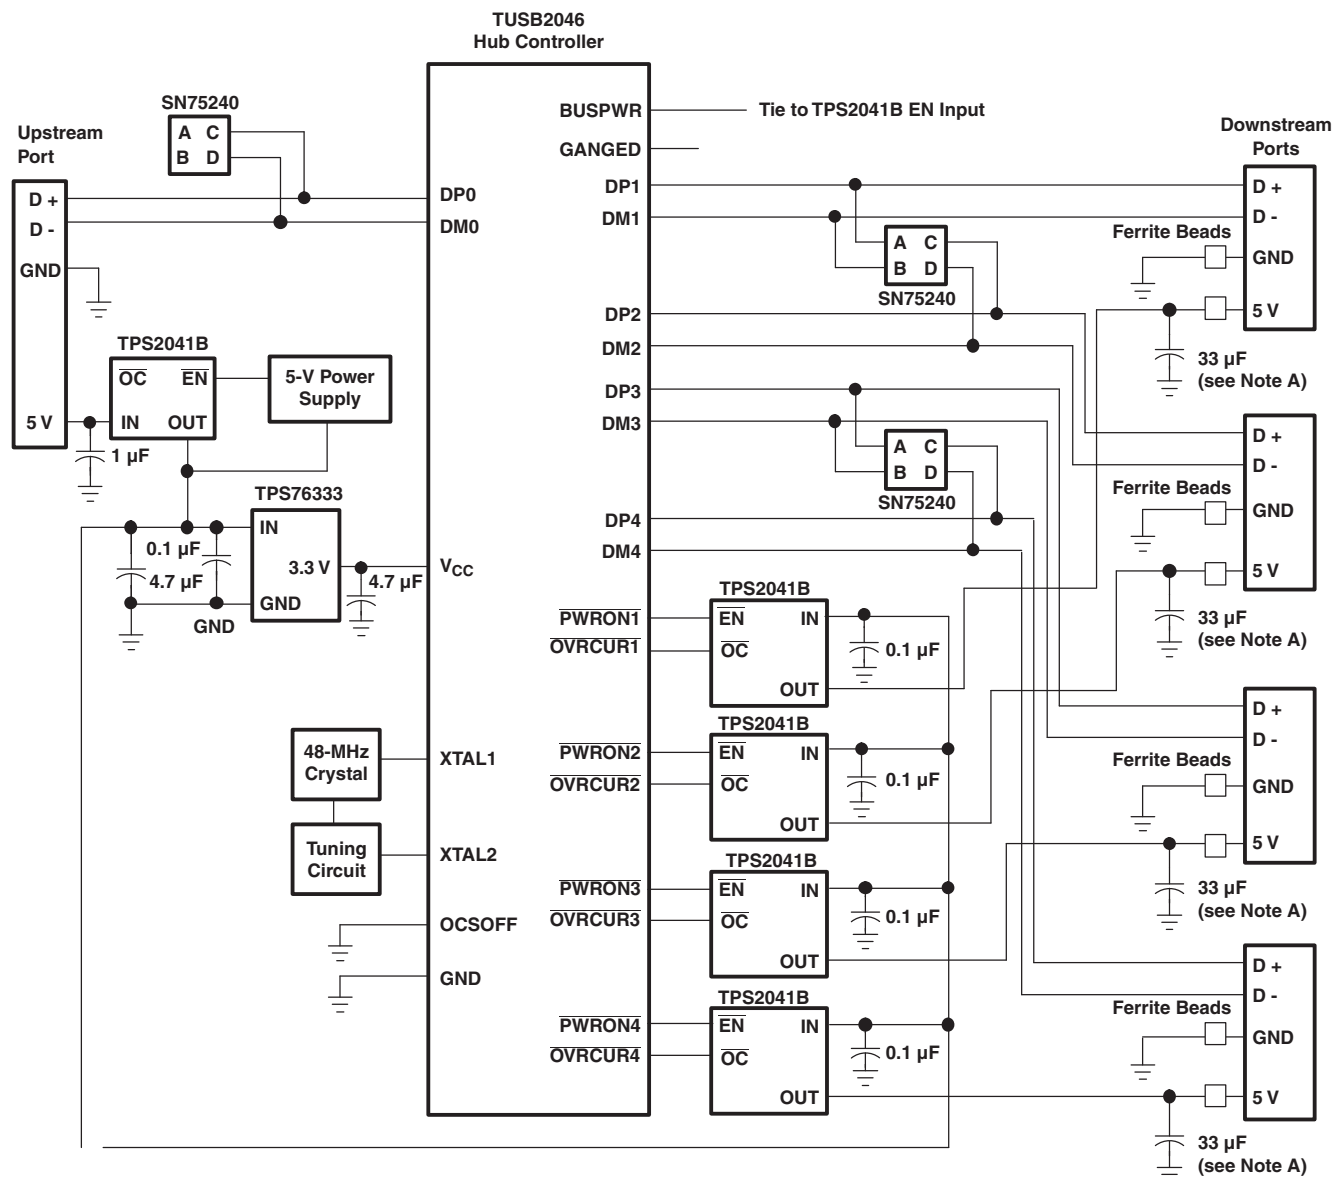 TUSB2046
Hub Controller
SN75240
A C
B D
Upstream
Port
D +
D -
GND
5 V
DP0
DM0
BUSPWR
Tie to TPS2041B EN Input
GANGED
DP1
DM1
A C
B D
SN75240
DP2
DM2
DP3
DM3
A C
B D
SN75240
DP4
DM4
TPS2041B
OC EN
IN OUT
5-V Power
Supply
1 µF
TPS76333
IN
3.3 V
GND
0.1 µF
4.7 µF
GND
4.7 µF
VCC
48-MHz
Crystal
XTAL1
Tuning
Circuit
XTAL2
OCSOFF
GND
PWRON1
OVRCUR1
TPS2041B
EN IN
OC
OUT
0.1 µF
PWRON2
OVRCUR2
TPS2041B
EN IN
OC
OUT
0.1 µF
PWRON3
OVRCUR3
TPS2041B
EN IN
OC
OUT
0.1 µF
PWRON4
OVRCUR4
TPS2041B
EN IN
OC
OUT
0.1 µF
Downstream
Ports
D +
D -
Ferrite Beads
GND
5 V
33 µF
(see Note A)
D +
D -
Ferrite Beads
GND
5 V
33 µF
(see Note A)
D +
D -
Ferrite Beads
GND
5 V
33 µF
(see Note A)
D +
D -
Ferrite Beads
GND
5 V
33 µF
(see Note A)